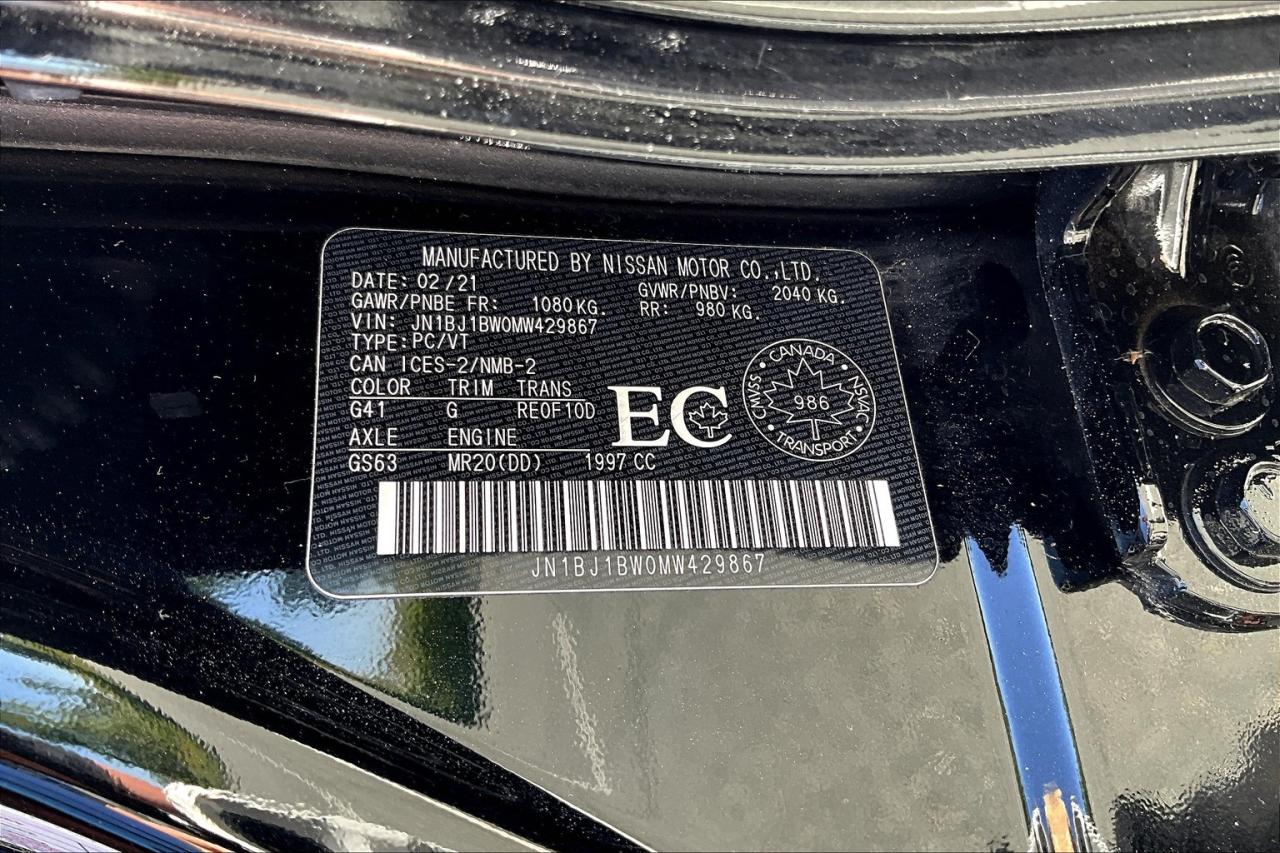 MANUFACTURED BY NISSAN MOTOR CO.,LTD.
DATE: 02/21 GVWR/PNBV: 2040 KG.
GAWR/PNBE FR: 1080 KG. RR: 980 KG.
VIN: JN1BJ1BW0MW429867
TYPE: PC/VT
CAN ICES-2/NMB-2
COLOR TRIM TRANS
G41 G RE0F10D
AXLE ENGINE
GS63 MR20(DD) 1997 CC
EC
CANADA
CMVSS 986 NSVAC
TRANSPORT
JN1BJ1BW0MW429867